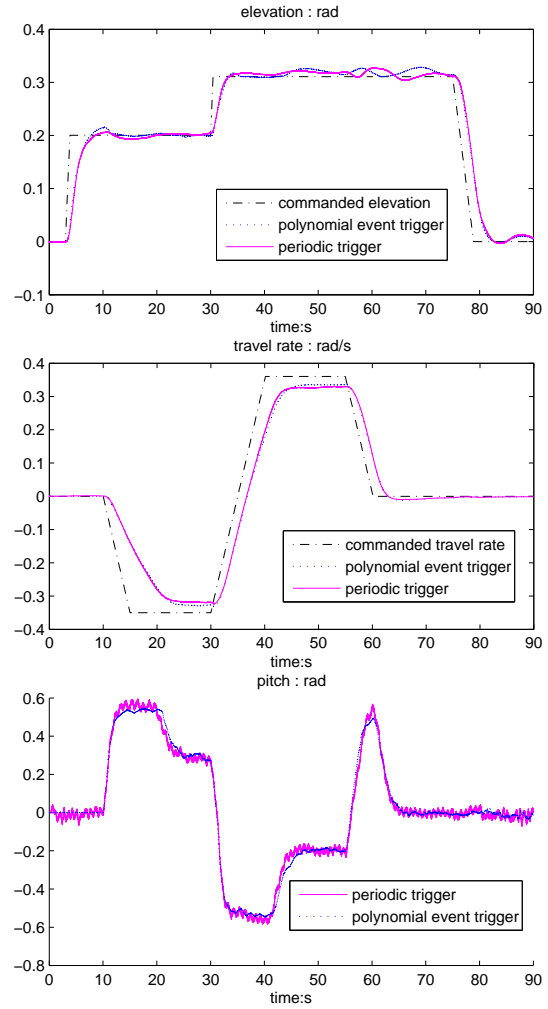 elevation : rad
0.4
0.3
0.2
0.1
0
−0.1
commanded elevation
polynomial event trigger
periodic trigger
0 10 20 30 40 50 60 70 80 90
time:s
travel rate : rad/s
0.4
0.3
0.2
0.1
0
−0.1
−0.2
−0.3
−0.4
commanded travel rate
polynomial event trigger
periodic trigger
0 10 20 30 40 50 60 70 80 90
time:s
pitch : rad
0.6
0.4
0.2
0
−0.2
−0.4
−0.6
−0.8
periodic trigger
polynomial event trigger
0 10 20 30 40 50 60 70 80 90
time:s